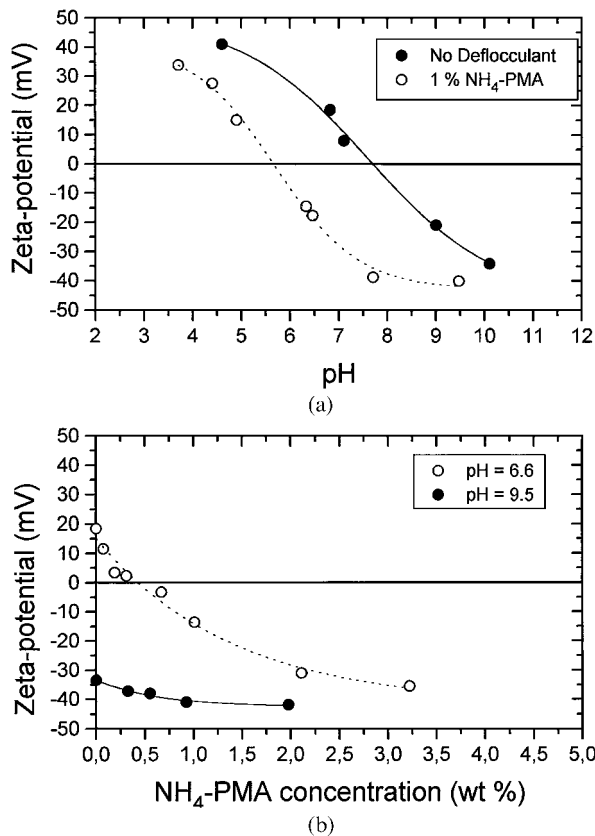 50
40
30
20
10
0
-10
-20
-30
-40
-50
Zeta-potential (mV)
No Deflocculant
1 % NH₄-PMA
2 3 4 5 6 7 8 9 10 11 12
pH
(a)
50
40
30
20
10
0
-10
-20
-30
-40
-50
Zeta-potential (mV)
pH = 6.6
pH = 9.5
0,0 0,5 1,0 1,5 2,0 2,5 3,0 3,5 4,0 4,5 5,0
NH₄-PMA concentration (wt %)
(b)